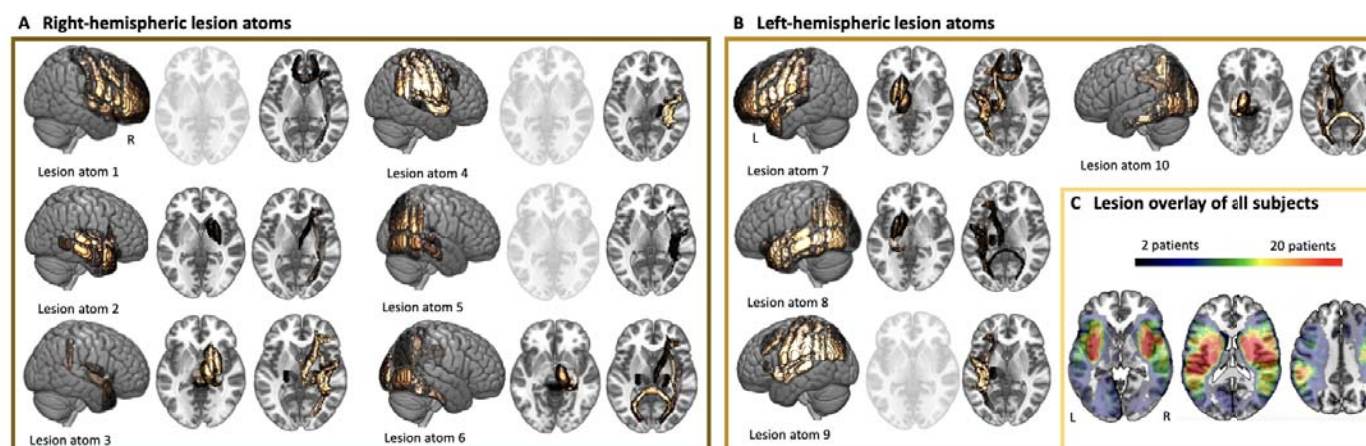 A Right-hemispheric lesion atoms
R
Lesion atom 1
Lesion atom 4
Lesion atom 2
Lesion atom 5
Lesion atom 3
Lesion atom 6
B Left-hemispheric lesion atoms
L
Lesion atom 7
Lesion atom 10
Lesion atom 8
Lesion atom 9
C Lesion overlay of all subjects
2 patients 20 patients
L R